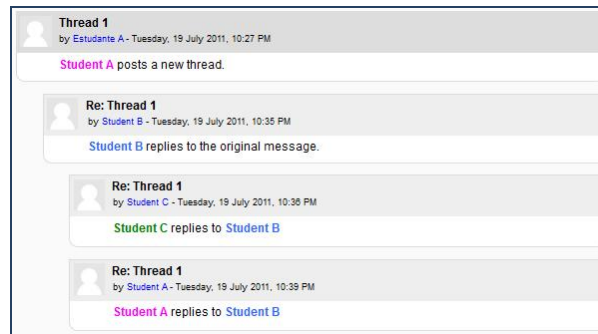 Thread 1
by Estudante A - Tuesday, 19 July 2011, 10:27 PM
Student A posts a new thread.
Re: Thread 1
by Student B - Tuesday, 19 July 2011, 10:35 PM
Student B replies to the original message.
Re: Thread 1
by Student C - Tuesday, 19 July 2011, 10:36 PM
Student C replies to Student B
Re: Thread 1
by Student A - Tuesday, 19 July 2011, 10:39 PM
Student A replies to Student B